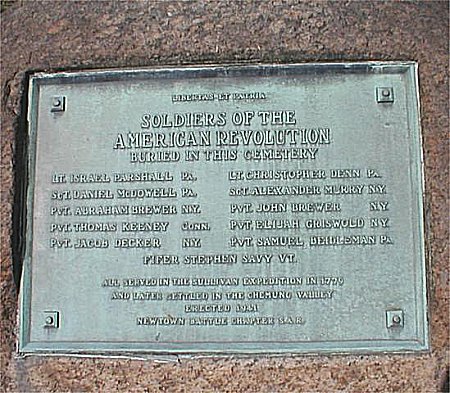 LIBERTAS ET PATRIA
SOLDIERS OF THE
AMERICAN REVOLUTION
BURIED IN THIS CEMETERY
LT. ISRAEL PARSHALL PA. LT. CHRISTOPHER DENN PA.
SGT. DANIEL MCDOWELL PA. SGT. ALEXANDER MURRY N.Y.
PVT. ABRAHAM BREWER N.Y. PVT. JOHN BREWER N.Y.
PVT. THOMAS KEENEY CONN. PVT. ELIJAH GRISWOLD N.Y.
PVT. JACOB DECKER N.Y. PVT. SAMUEL DEIDLEMAN PA.
FIFER STEPHEN SAVY VT.
ALL SERVED IN THE SULLIVAN EXPEDITION IN 1779
AND LATER SETTLED IN THE CHEMUNG VALLEY
ERECTED 1941
NEWTOWN BATTLE CHAPTER S.A.R.